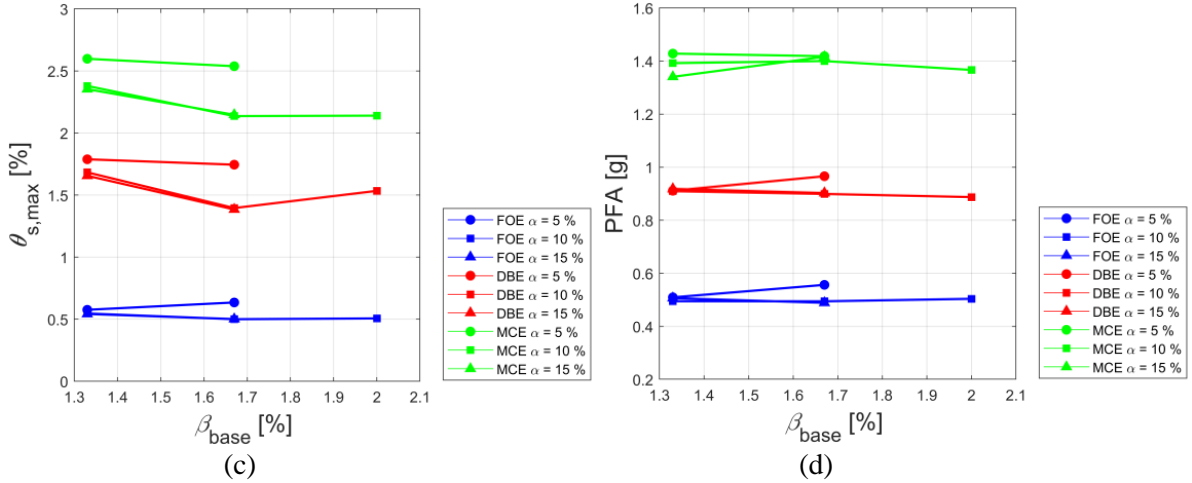 3
2.5
2
1.5
1
0.5
0
θs,max [%]
1.3 1.4 1.5 1.6 1.7 1.8 1.9 2 2.1
βbase [%]
FOE α = 5 %
FOE α = 10 %
FOE α = 15 %
DBE α = 5 %
DBE α = 10 %
DBE α = 15 %
MCE α = 5 %
MCE α = 10 %
MCE α = 15 %
(c)
1.6
1.4
1.2
1
0.8
0.6
0.4
0.2
PFA [g]
1.3 1.4 1.5 1.6 1.7 1.8 1.9 2 2.1
βbase [%]
FOE α = 5 %
FOE α = 10 %
FOE α = 15 %
DBE α = 5 %
DBE α = 10 %
DBE α = 15 %
MCE α = 5 %
MCE α = 10 %
MCE α = 15 %
(d)